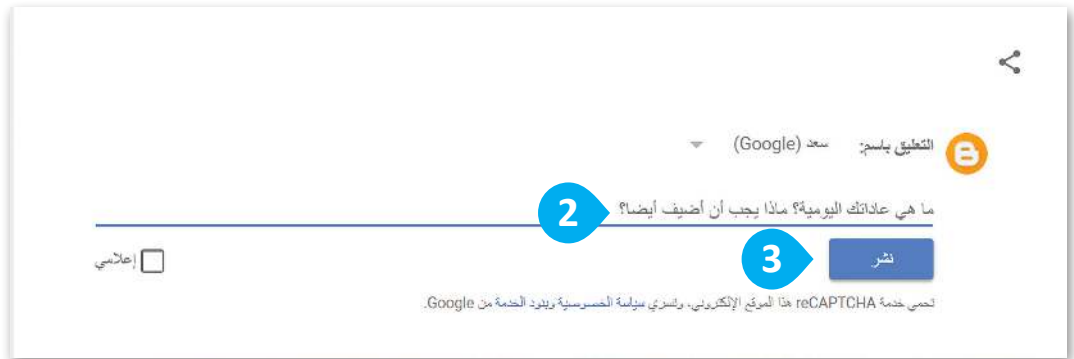 التعليق باسم: سعد (Google)
ما هي عاداتك اليومية؟ ماذا يجب أن أضيف أيضا؟
2
نشر
3
إعلامي
تحمي خدمة reCAPTCHA هذا الموقع الإلكتروني، وتسري سياسة الخصوصية وبنود الخدمة من Google.